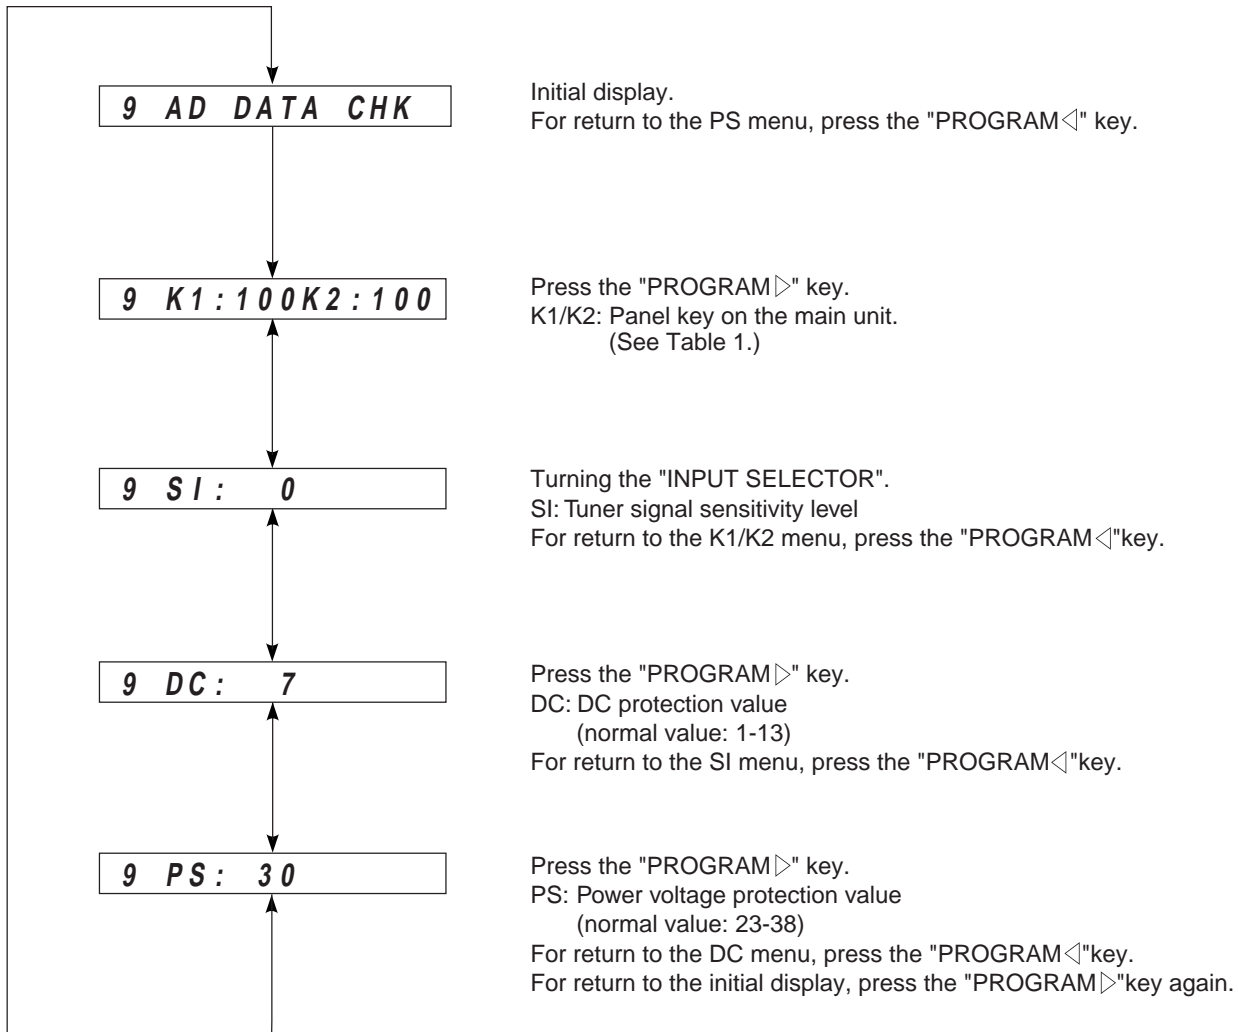 9 AD DATA CHK
Initial display.
For return to the PS menu, press the "PROGRAM◁" key.
9 K1:100K2:100
Press the "PROGRAM▷" key.
K1/K2: Panel key on the main unit.
(See Table 1.)
9 SI: 0
Turning the "INPUT SELECTOR".
SI: Tuner signal sensitivity level
For return to the K1/K2 menu, press the "PROGRAM◁"key.
9 DC: 7
Press the "PROGRAM▷" key.
DC: DC protection value
(normal value: 1-13)
For return to the SI menu, press the "PROGRAM◁"key.
9 PS: 30
Press the "PROGRAM▷" key.
PS: Power voltage protection value
(normal value: 23-38)
For return to the DC menu, press the "PROGRAM◁"key.
For return to the initial display, press the "PROGRAM▷"key again.